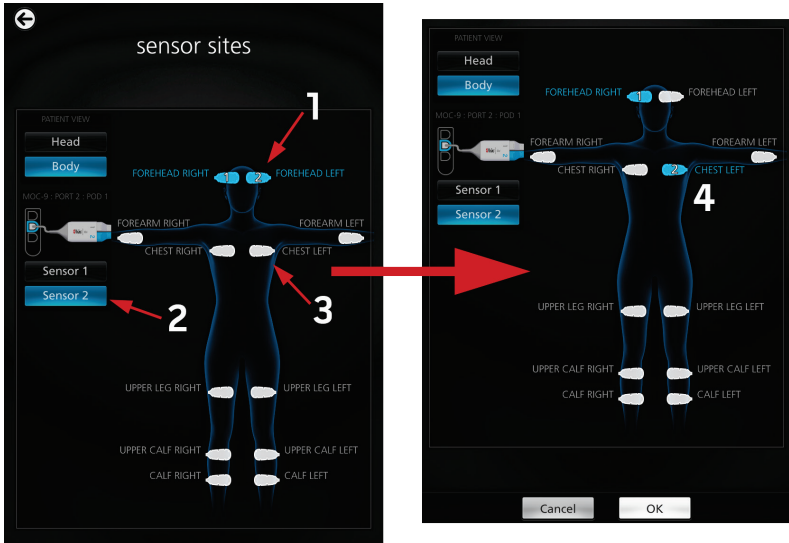 sensor sites
PATIENT VIEW
Head
Body
1
FOREHEAD RIGHT 1 2 FOREHEAD LEFT
MOC-9 : PORT 2 : POD 1
FOREARM RIGHT FOREARM LEFT
CHEST RIGHT CHEST LEFT
Sensor 1
Sensor 2
2
3
UPPER LEG RIGHT UPPER LEG LEFT
UPPER CALF RIGHT UPPER CALF LEFT
CALF RIGHT CALF LEFT
PATIENT VIEW
Head
Body
FOREHEAD RIGHT 1 FOREHEAD LEFT
MOC-9 : PORT 2 : POD 1
FOREARM RIGHT FOREARM LEFT
CHEST RIGHT 2 CHEST LEFT
Sensor 1
Sensor 2
4
UPPER LEG RIGHT UPPER LEG LEFT
UPPER CALF RIGHT UPPER CALF LEFT
CALF RIGHT CALF LEFT
Cancel OK